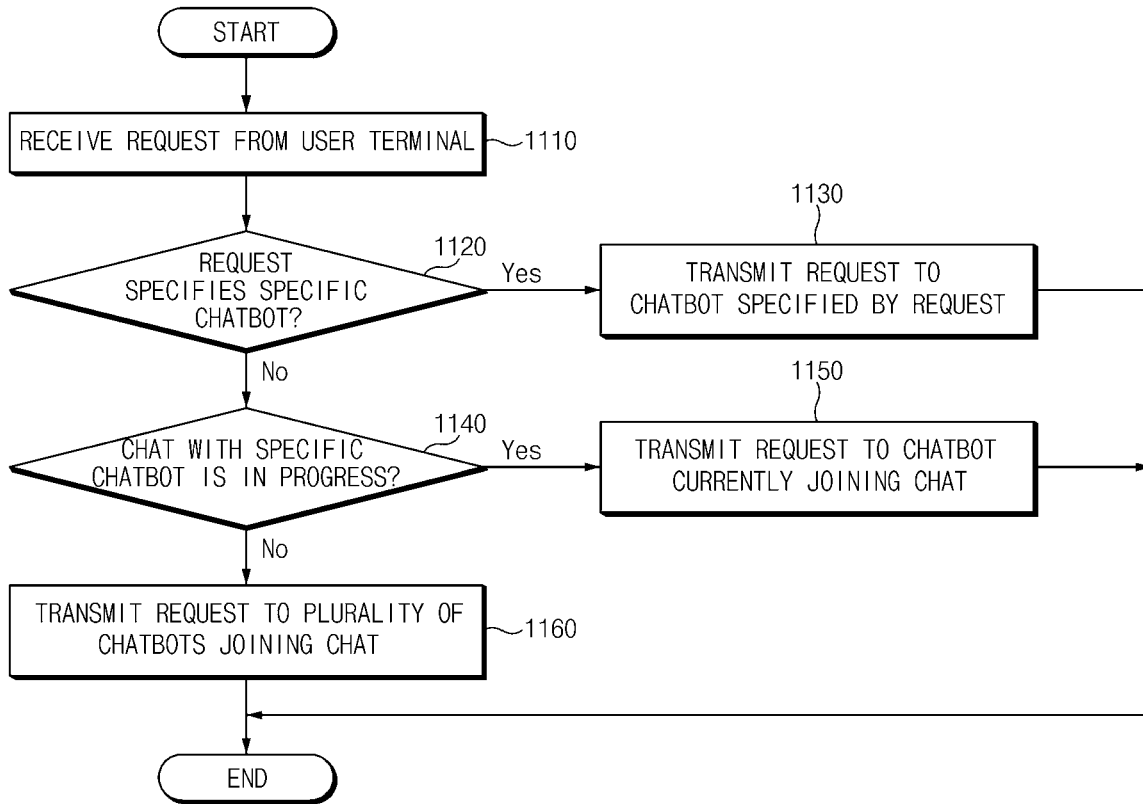 START
RECEIVE REQUEST FROM USER TERMINAL
1110
1130
REQUEST
SPECIFIES SPECIFIC
CHATBOT?
1120
Yes
TRANSMIT REQUEST TO
CHATBOT SPECIFIED BY REQUEST
No
1150
CHAT WITH SPECIFIC
CHATBOT IS IN PROGRESS?
1140
Yes
TRANSMIT REQUEST TO CHATBOT
CURRENTLY JOINING CHAT
No
TRANSMIT REQUEST TO PLURALITY OF
CHATBOTS JOINING CHAT
1160
END